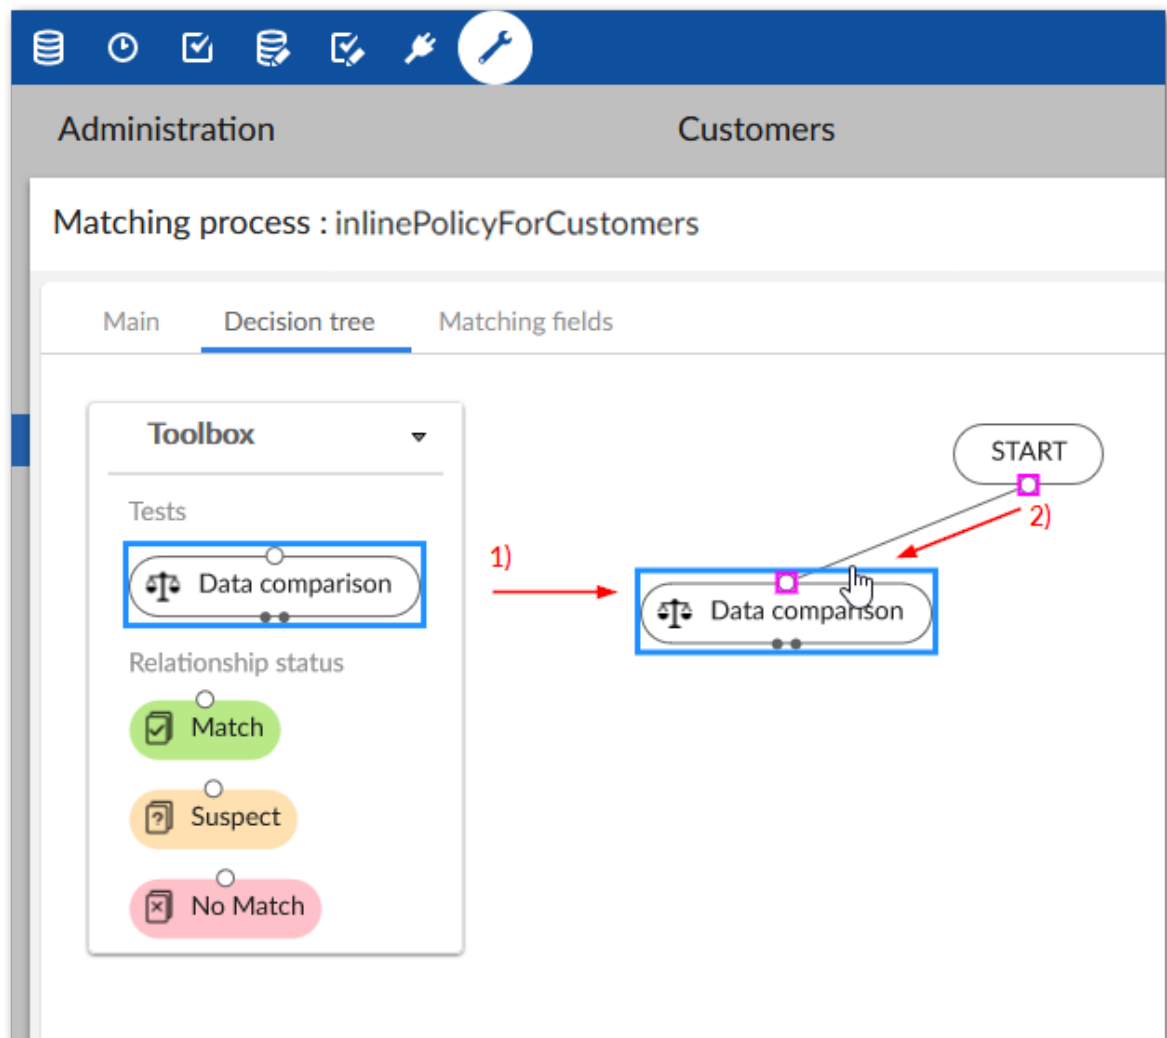 Administration Customers
Matching process : inlinePolicyForCustomers
Main Decision tree Matching fields
Toolbox
START
Tests
2)
1)
Data comparison
Data comparison
Relationship status
Match
Suspect
No Match